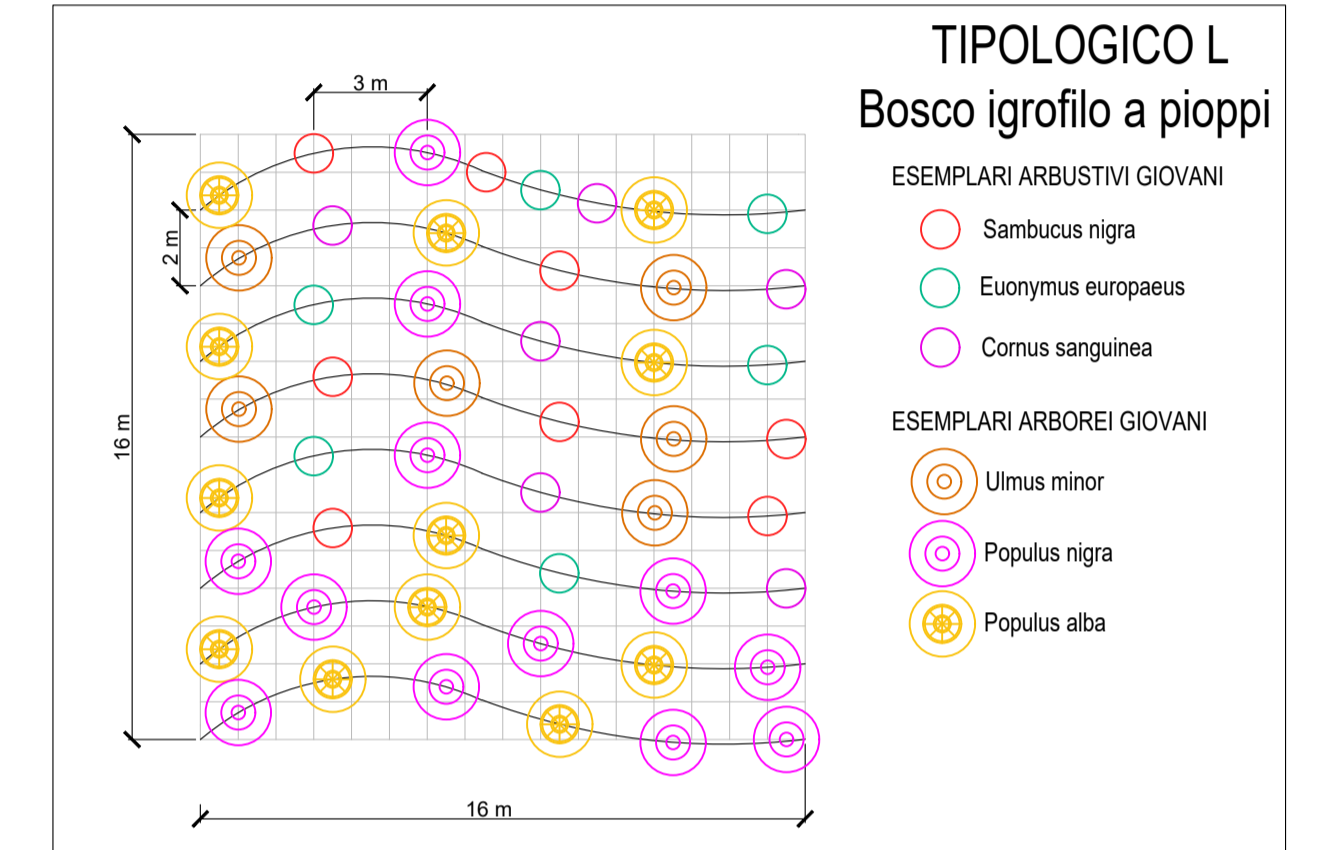 TIPOLOGICO L
Bosco igrofilo a pioppi
3 m
2 m
16 m
16 m
ESEMPLARI ARBUSTIVI GIOVANI
Sambucus nigra
Euonymus europaeus
Cornus sanguinea
ESEMPLARI ARBOREI GIOVANI
Ulmus minor
Populus nigra
Populus alba